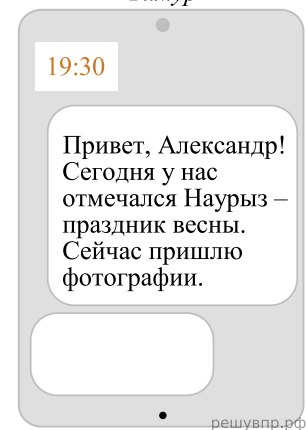 19:30
Привет, Александр!
Сегодня у нас
отмечался Наурыз –
праздник весны.
Сейчас пришлю
фотографии.
решувпр.рф